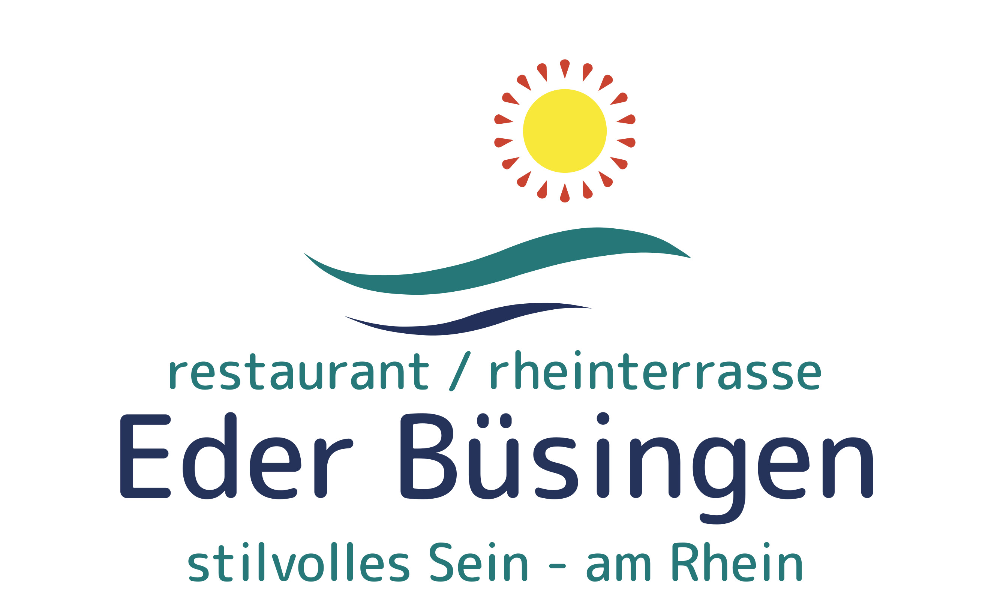 restaurant / rheinterrasse
Eder Büsingen
stilvolles Sein - am Rhein